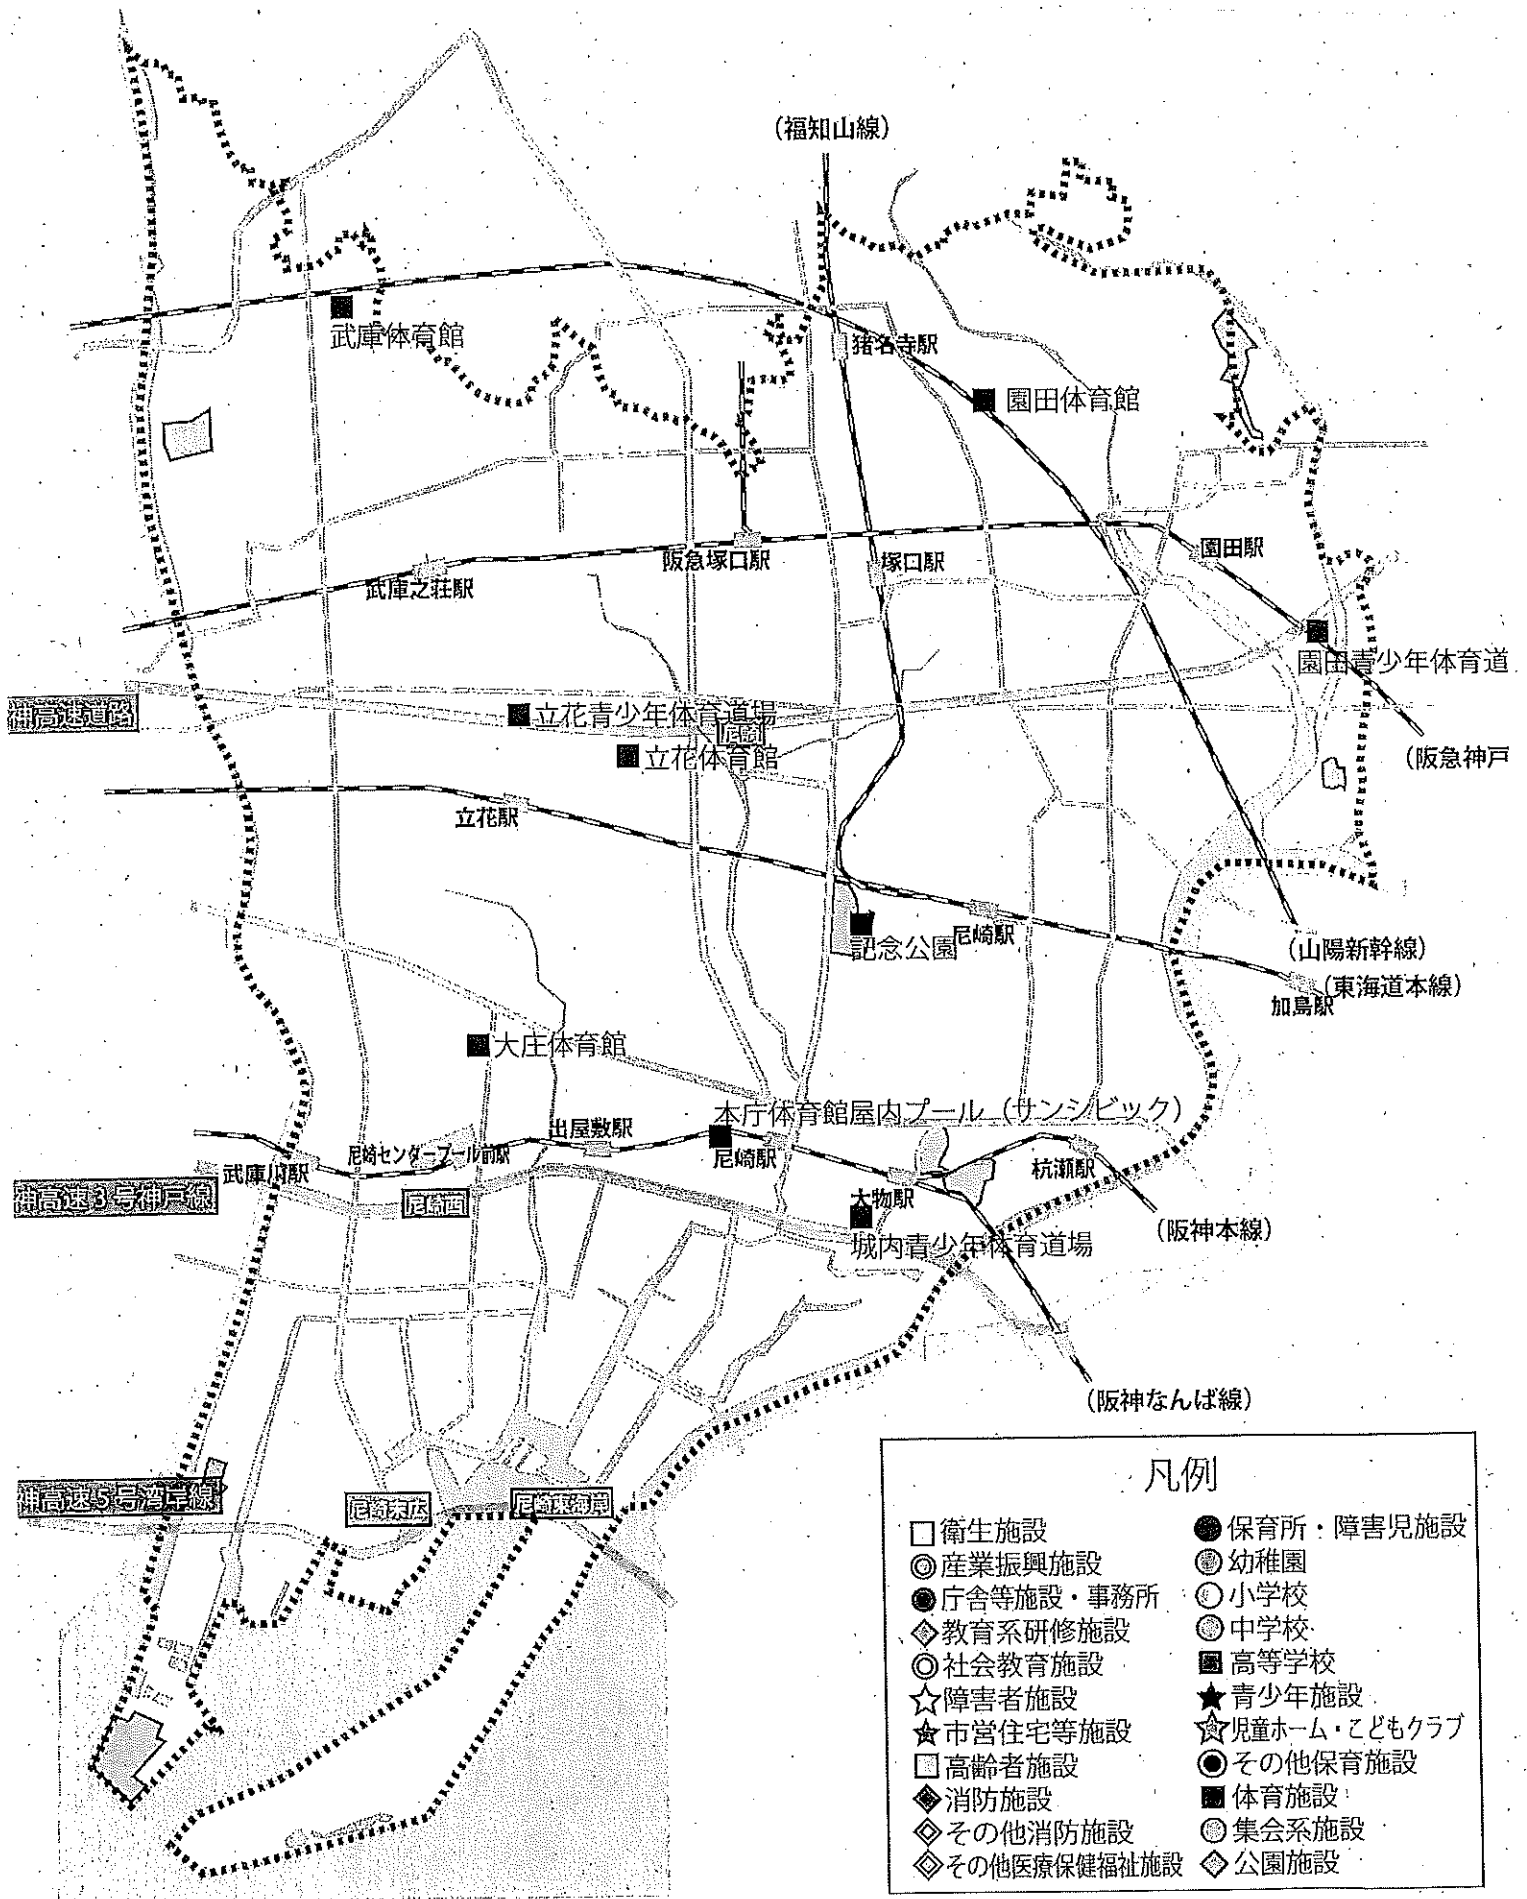 (福知山線)
武庫体育館
猪名寺駅
園田体育館
阪急塚口駅
塚口駅
園田駅
武庫之荘駅
園田青少年体育道
神高速道路
立花青少年体育道場
尼崎
立花体育館
(阪急神戸
立花駅
記念公園
尼崎駅
(山陽新幹線)
(東海道本線)
加島駅
大庄体育館
本庁体育館屋内プール(サンシビック)
出屋敷駅
尼崎センタープール前駅
尼崎駅
杭瀬駅
武庫川駅
大物駅
神高速3号神戸線
尼崎西
城内青少年体育道場
(阪神本線)
(阪神なんば線)
神高速5号湾岸線
尼崎末広
尼崎東海岸
凡例
衛生施設
産業振興施設
庁舎等施設・事務所
教育系研修施設
社会教育施設
障害者施設
市営住宅等施設
高齢者施設
消防施設
その他消防施設
その他医療保健福祉施設
保育所・障害児施設
幼稚園
小学校
中学校
高等学校
青少年施設
児童ホーム・こどもクラブ
その他保育施設
体育施設
集会系施設
公園施設